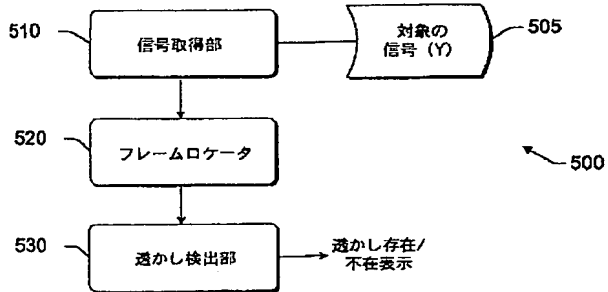 510
信号取得部
対象の
信号 (Y)
505
520
フレームロケータ
500
530
透かし検出部
透かし存在/
不在表示